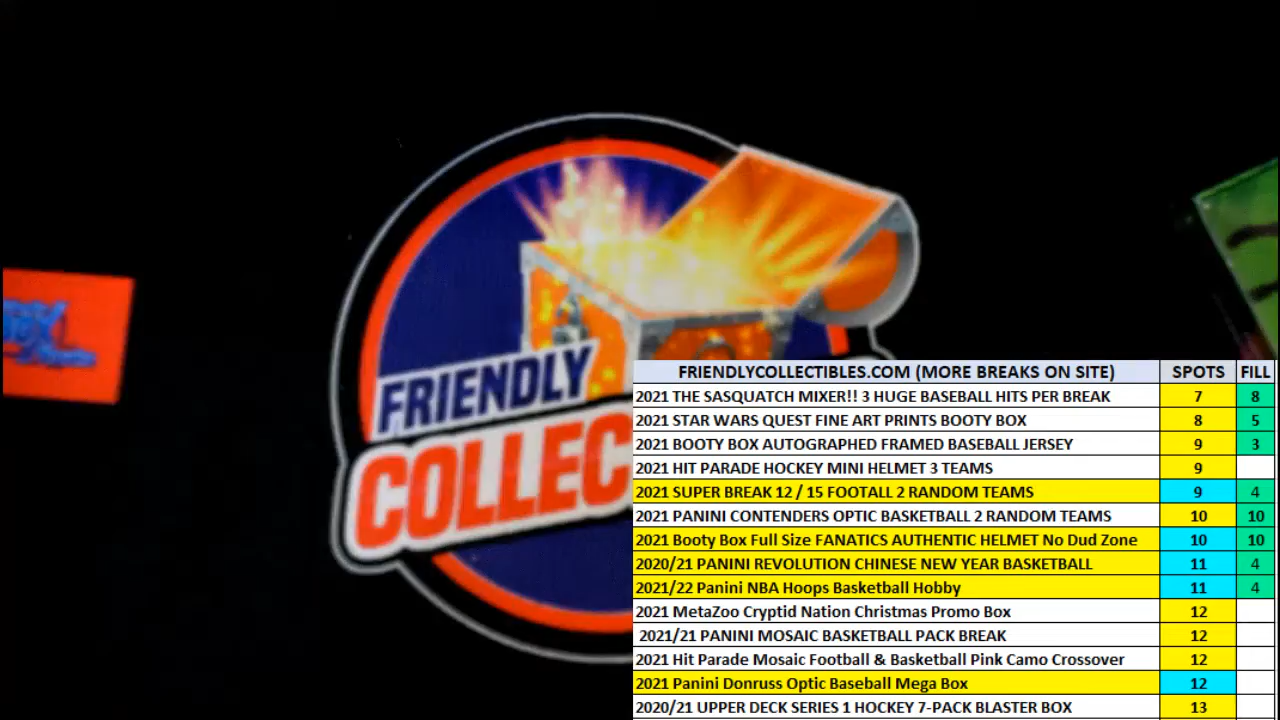 FRIENDLY
COLLEC
FRIENDLYCOLLECTIBLES.COM (MORE BREAKS ON SITE) SPOTS FILL
2021 THE SASQUATCH MIXER!! 3 HUGE BASEBALL HITS PER BREAK 7 8
2021 STAR WARS QUEST FINE ART PRINTS BOOTY BOX 8 5
2021 BOOTY BOX AUTOGRAPHED FRAMED BASEBALL JERSEY 9 3
2021 HIT PARADE HOCKEY MINI HELMET 3 TEAMS 9
2021 SUPER BREAK 12 / 15 FOOTALL 2 RANDOM TEAMS 9 4
2021 PANINI CONTENDERS OPTIC BASKETBALL 2 RANDOM TEAMS 10 10
2021 Booty Box Full Size FANATICS AUTHENTIC HELMET No Dud Zone 10 10
2020/21 PANINI REVOLUTION CHINESE NEW YEAR BASKETBALL 11 4
2021/22 Panini NBA Hoops Basketball Hobby 11 4
2021 MetaZoo Cryptid Nation Christmas Promo Box 12
2021/21 PANINI MOSAIC BASKETBALL PACK BREAK 12
2021 Hit Parade Mosaic Football & Basketball Pink Camo Crossover 12
2021 Panini Donruss Optic Baseball Mega Box 12
2020/21 UPPER DECK SERIES 1 HOCKEY 7-PACK BLASTER BOX 13